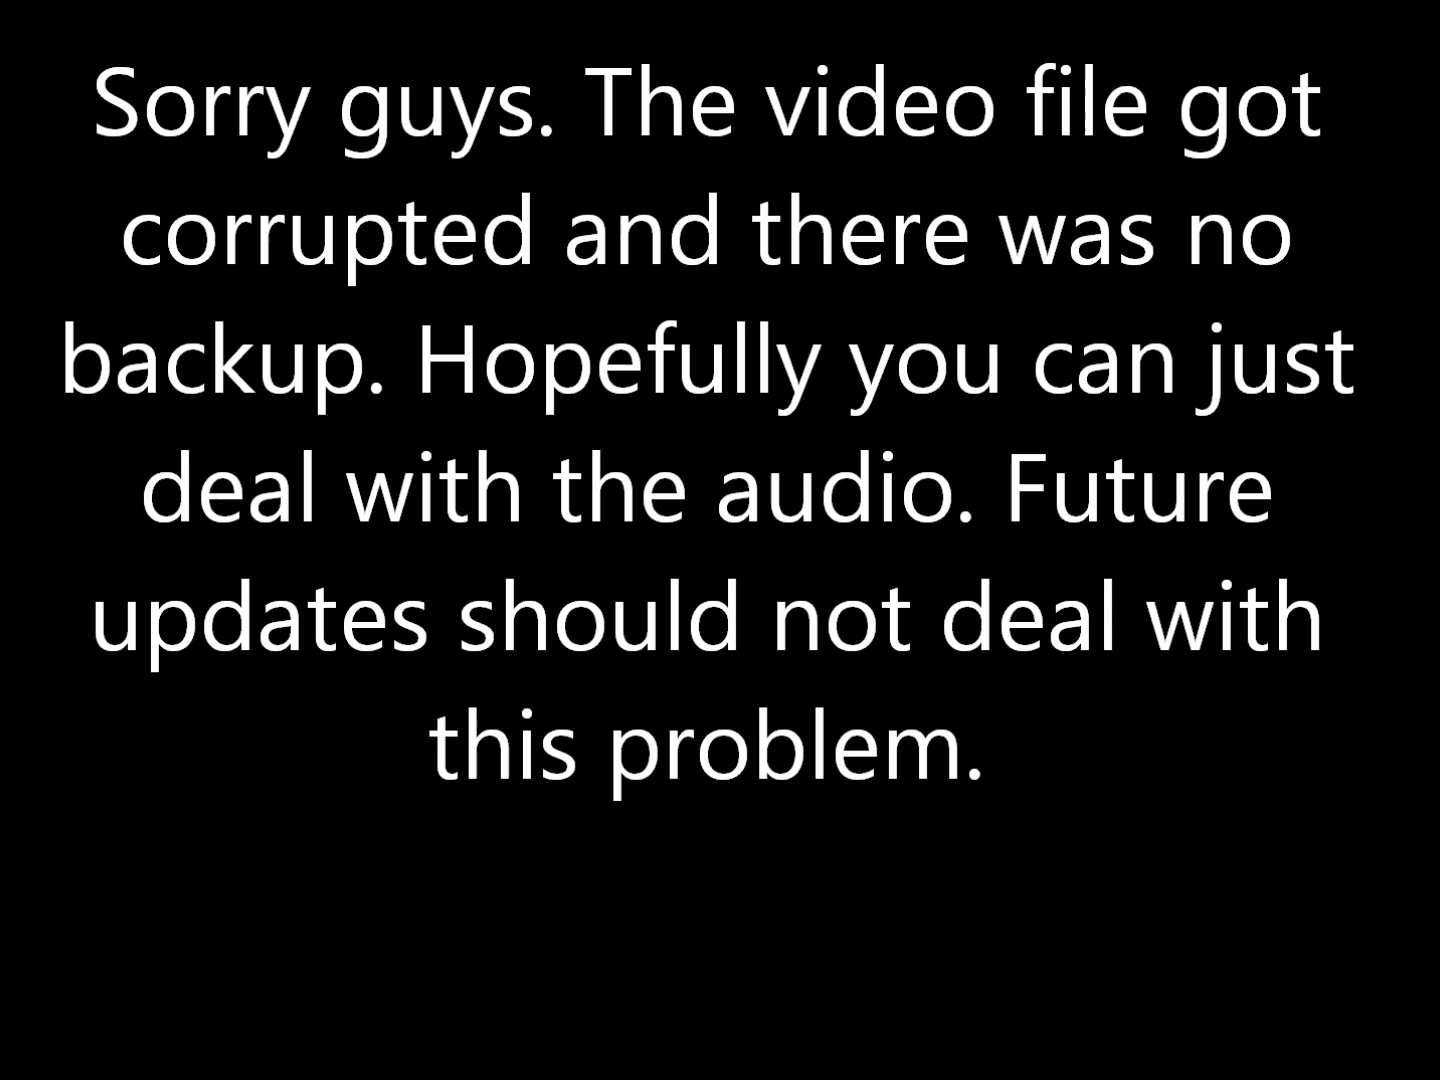 Sorry guys. The video file got
corrupted and there was no
backup. Hopefully you can just
deal with the audio. Future
updates should not deal with
this problem.